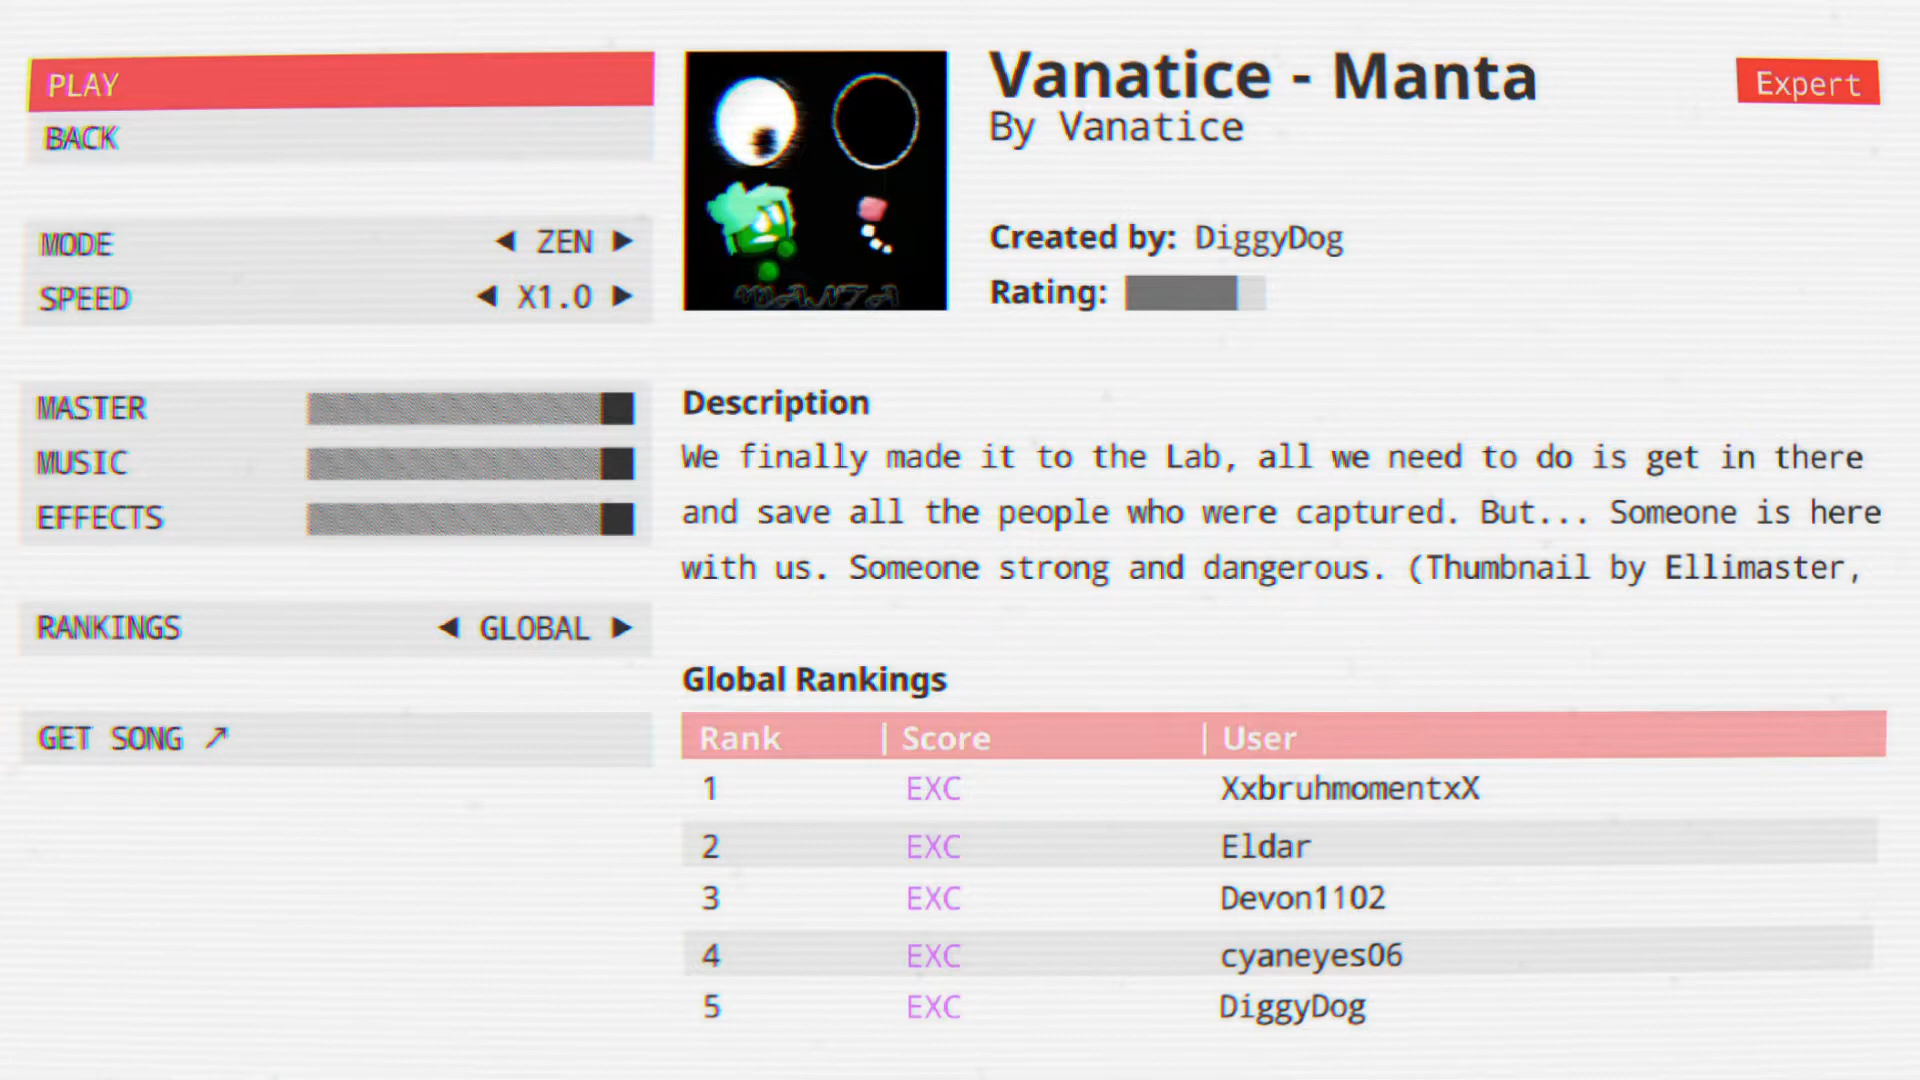 PLAY
BACK
MODE ◀ ZEN ▶
SPEED ◀ X1.0 ▶
MASTER
MUSIC
EFFECTS
RANKINGS ◀ GLOBAL ▶
GET SONG ↗
MANTA
Vanatice - Manta
By Vanatice
Expert
Created by: DiggyDog
Rating:
Description
We finally made it to the Lab, all we need to do is get in there
and save all the people who were captured. But... Someone is here
with us. Someone strong and dangerous. (Thumbnail by Ellimaster,
Global Rankings
Rank | Score | User
1 EXC XxbruhmomentxX
2 EXC Eldar
3 EXC Devon1102
4 EXC cyaneyes06
5 EXC DiggyDog